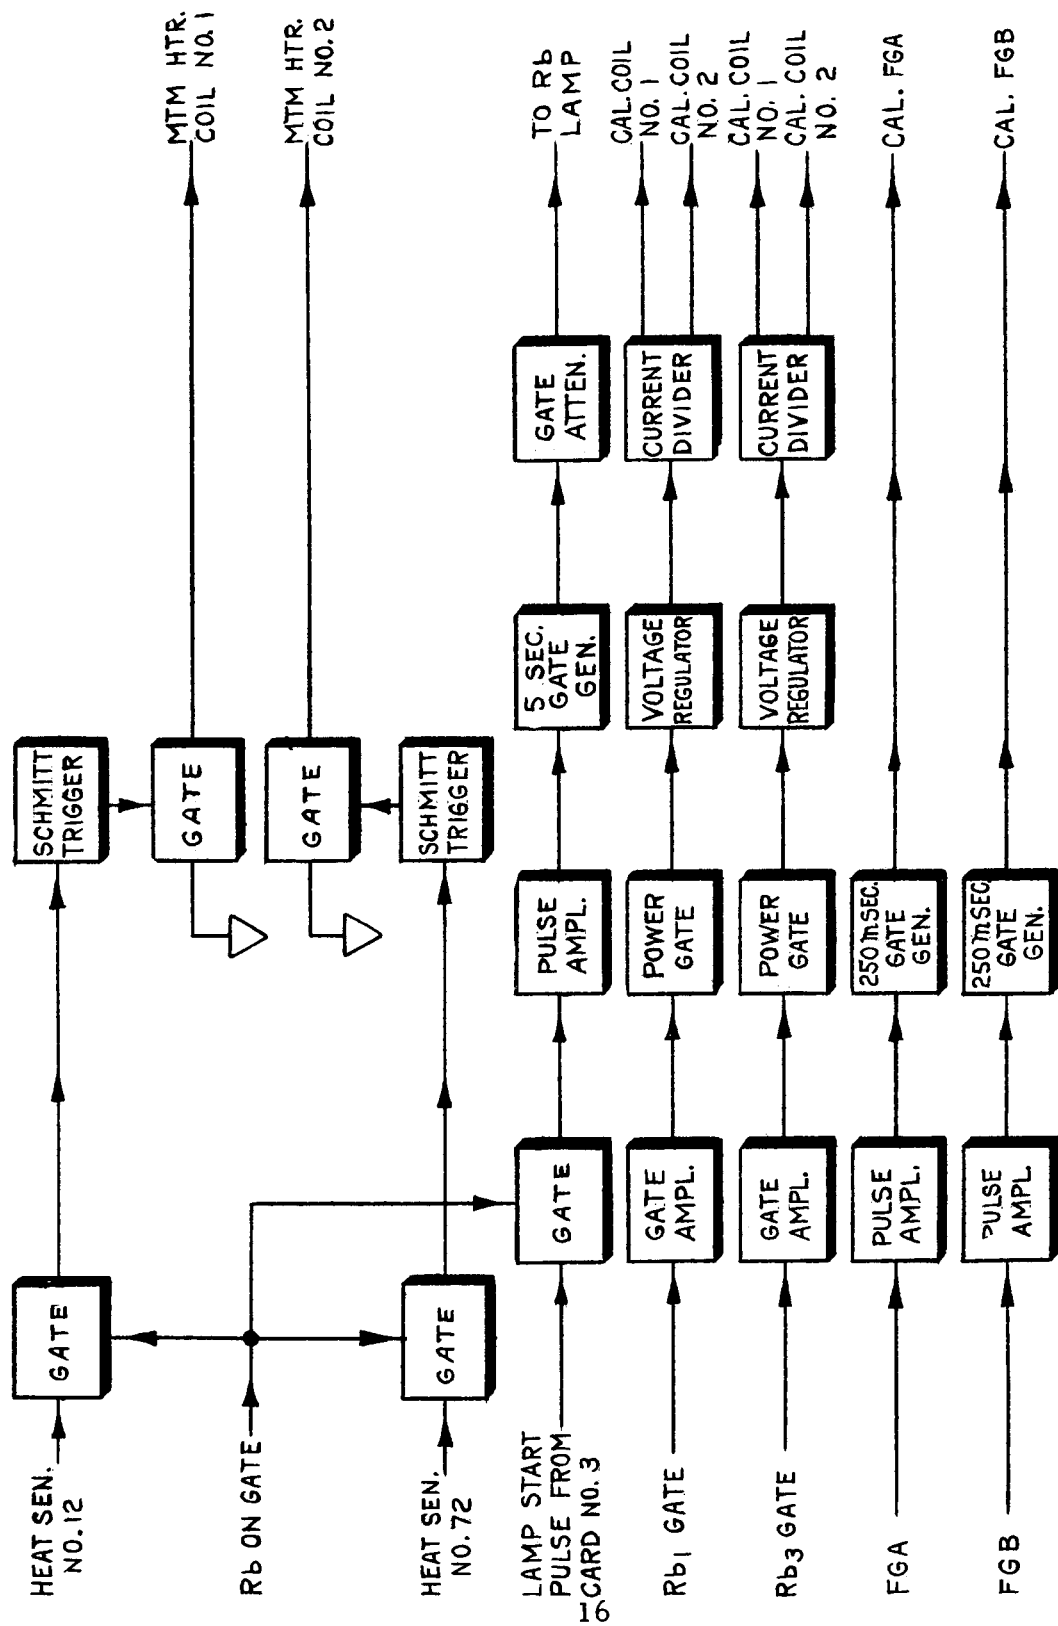 HEAT SEN.
NO. 12
GATE
SCHMITT
TRIGGER
GATE
MTM HTR.
COIL NO. 1
Rb ON GATE
GATE
MTM HTR.
COIL NO. 2
HEAT SEN.
NO. 72
GATE
SCHMITT
TRIGGER
LAMP START
PULSE FROM
CARD NO. 3
GATE
PULSE
AMPL.
5 SEC.
GATE
GEN.
GATE
ATTEN.
TO Rb
LAMP
Rb1 GATE
GATE
AMPL.
POWER
GATE
VOLTAGE
REGULATOR
CURRENT
DIVIDER
CAL. COIL
NO. 1
CAL. COIL
NO. 2
Rb3 GATE
GATE
AMPL.
POWER
GATE
VOLTAGE
REGULATOR
CURRENT
DIVIDER
CAL. COIL
NO. 1
CAL. COIL
NO. 2
FGA
PULSE
AMPL.
250 mSEC.
GATE
GEN.
CAL. FGA
FGB
PULSE
AMPL.
250 mSEC.
GATE
GEN.
CAL. FGB
16